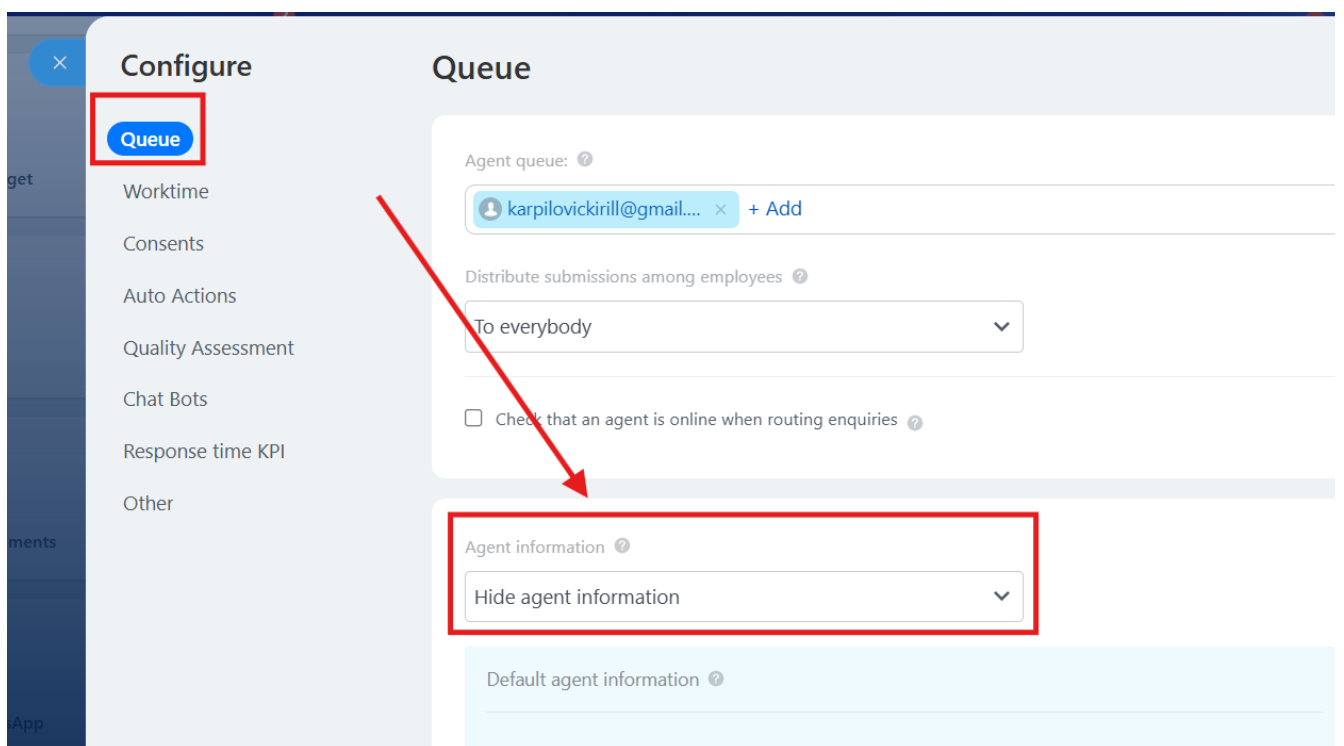 Configure
Queue
Worktime
Consents
Auto Actions
Quality Assessment
Chat Bots
Response time KPI
Other
Queue
Agent queue:
karpilovickirill@gmail.... × + Add
Distribute submissions among employees
To everybody
Check that an agent is online when routing enquiries
Agent information
Hide agent information
Default agent information
get
ments
sApp